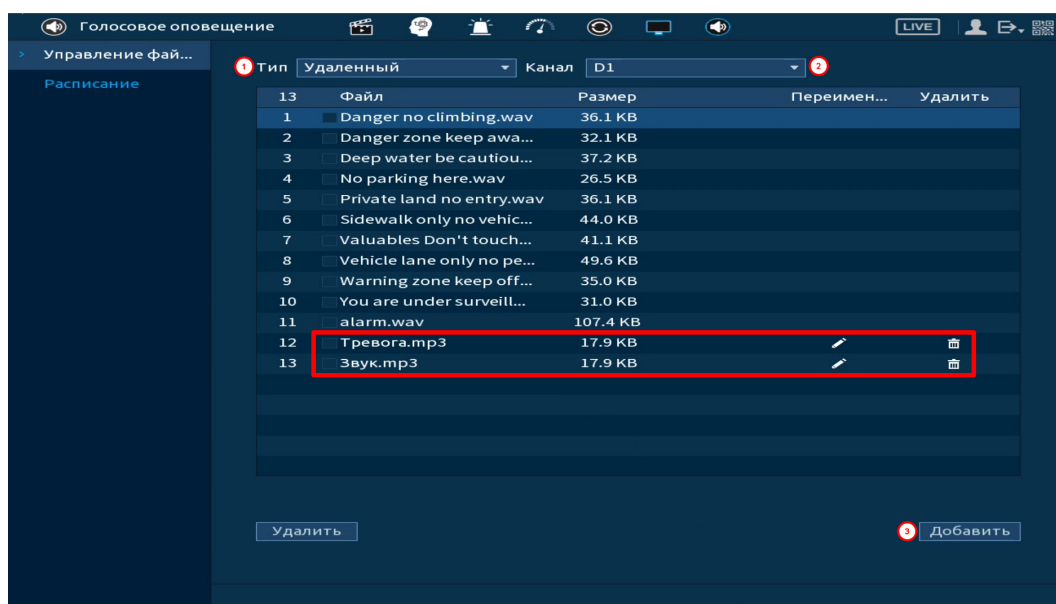 Голосовое оповещение LIVE
Управление фай...
Расписание
1 Тип Удаленный Канал D1 2
13 Файл Размер Переимен... Удалить
1 Danger no climbing.wav 36.1 KB
2 Danger zone keep awa... 32.1 KB
3 Deep water be cautiou... 37.2 KB
4 No parking here.wav 26.5 KB
5 Private land no entry.wav 36.1 KB
6 Sidewalk only no vehic... 44.0 KB
7 Valuables Don't touch... 41.1 KB
8 Vehicle lane only no pe... 49.6 KB
9 Warning zone keep off... 35.0 KB
10 You are under surveill... 31.0 KB
11 alarm.wav 107.4 KB
12 Тревога.mp3 17.9 KB
13 Звук.mp3 17.9 KB
Удалить 3 Добавить